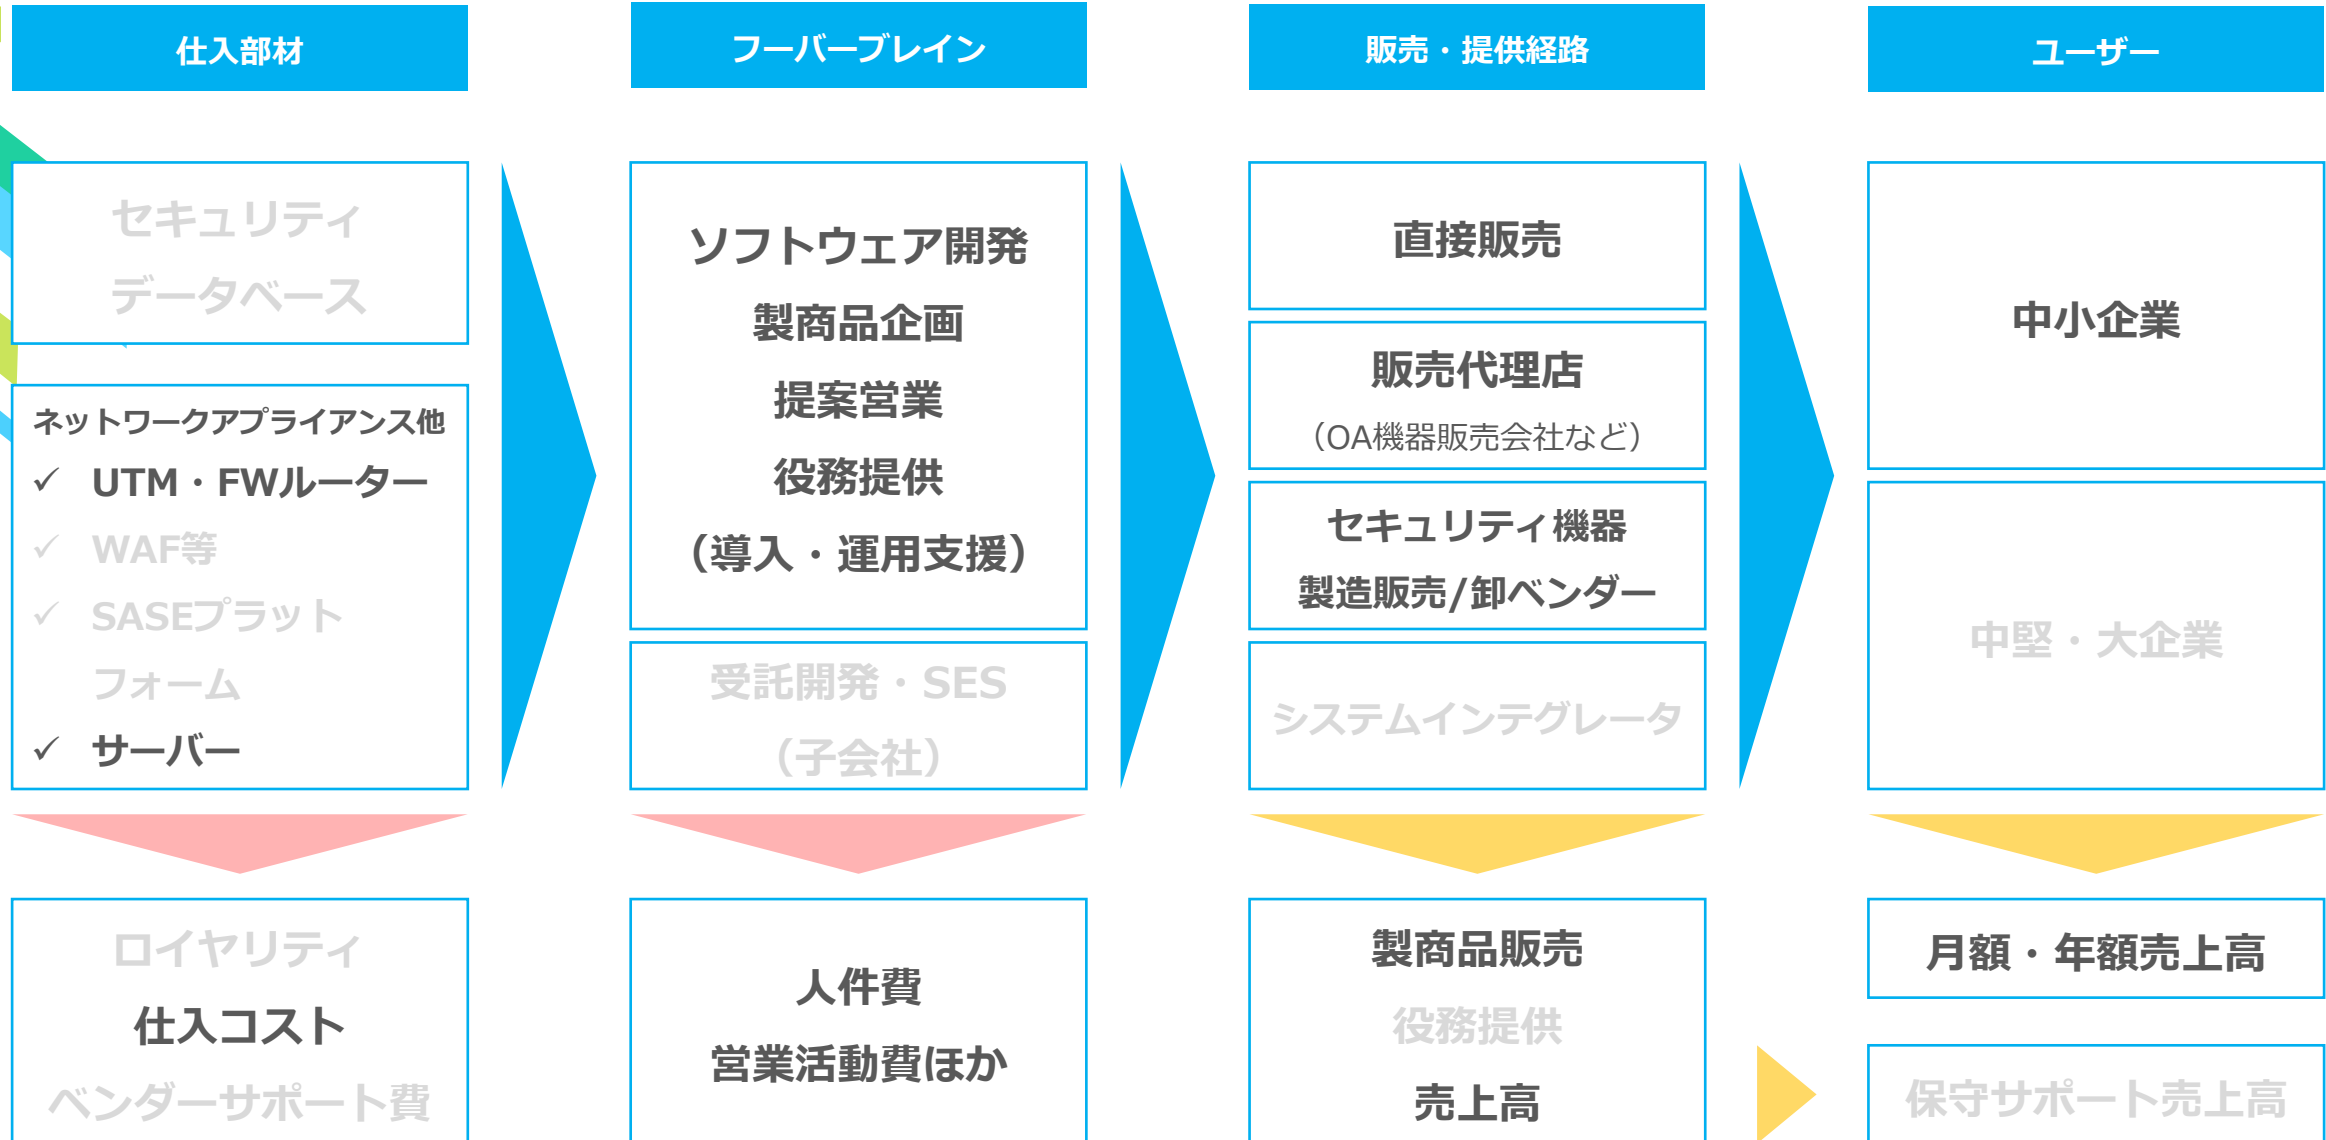 仕入部材
フーバーブレイン
販売・提供経路
ユーザー
セキュリティ
データベース
ネットワークアプライアンス他
✓ UTM・FWルーター
✓ WAF等
✓ SASEプラット
フォーム
✓ サーバー
ソフトウェア開発
製商品企画
提案営業
役務提供
（導入・運用支援）
受託開発・SES
（子会社）
直接販売
販売代理店
（OA機器販売会社など）
セキュリティ機器
製造販売/卸ベンダー
システムインテグレータ
中小企業
中堅・大企業
ロイヤリティ
仕入コスト
ベンダーサポート費
人件費
営業活動費ほか
製商品販売
役務提供
売上高
月額・年額売上高
保守サポート売上高